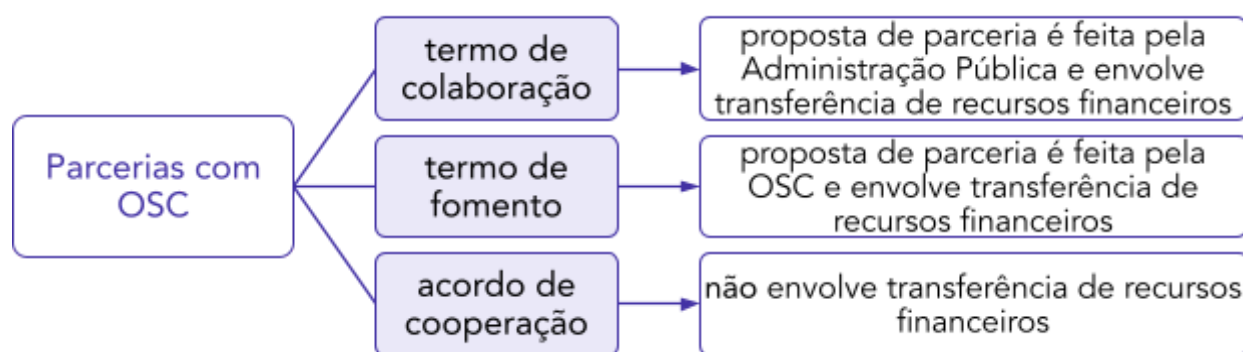 Parcerias com
OSC
termo de
colaboração
proposta de parceria é feita pela
Administração Pública e envolve
transferência de recursos financeiros
termo de
fomento
proposta de parceria é feita pela
OSC e envolve transferência de
recursos financeiros
acordo de
cooperação
não envolve transferência de recursos
financeiros